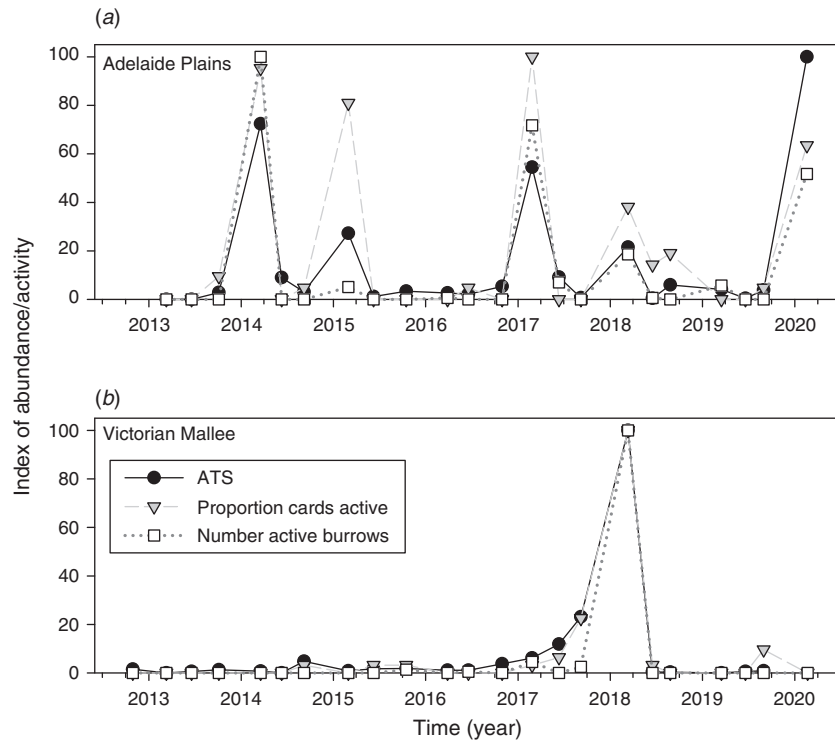 (a)
Adelaide Plains
100
80
60
40
20
0
2013 2014 2015 2016 2017 2018 2019 2020
Index of abundance/activity
(b)
Victorian Mallee
ATS
Proportion cards active
Number active burrows
100
80
60
40
20
0
2013 2014 2015 2016 2017 2018 2019 2020
Time (year)